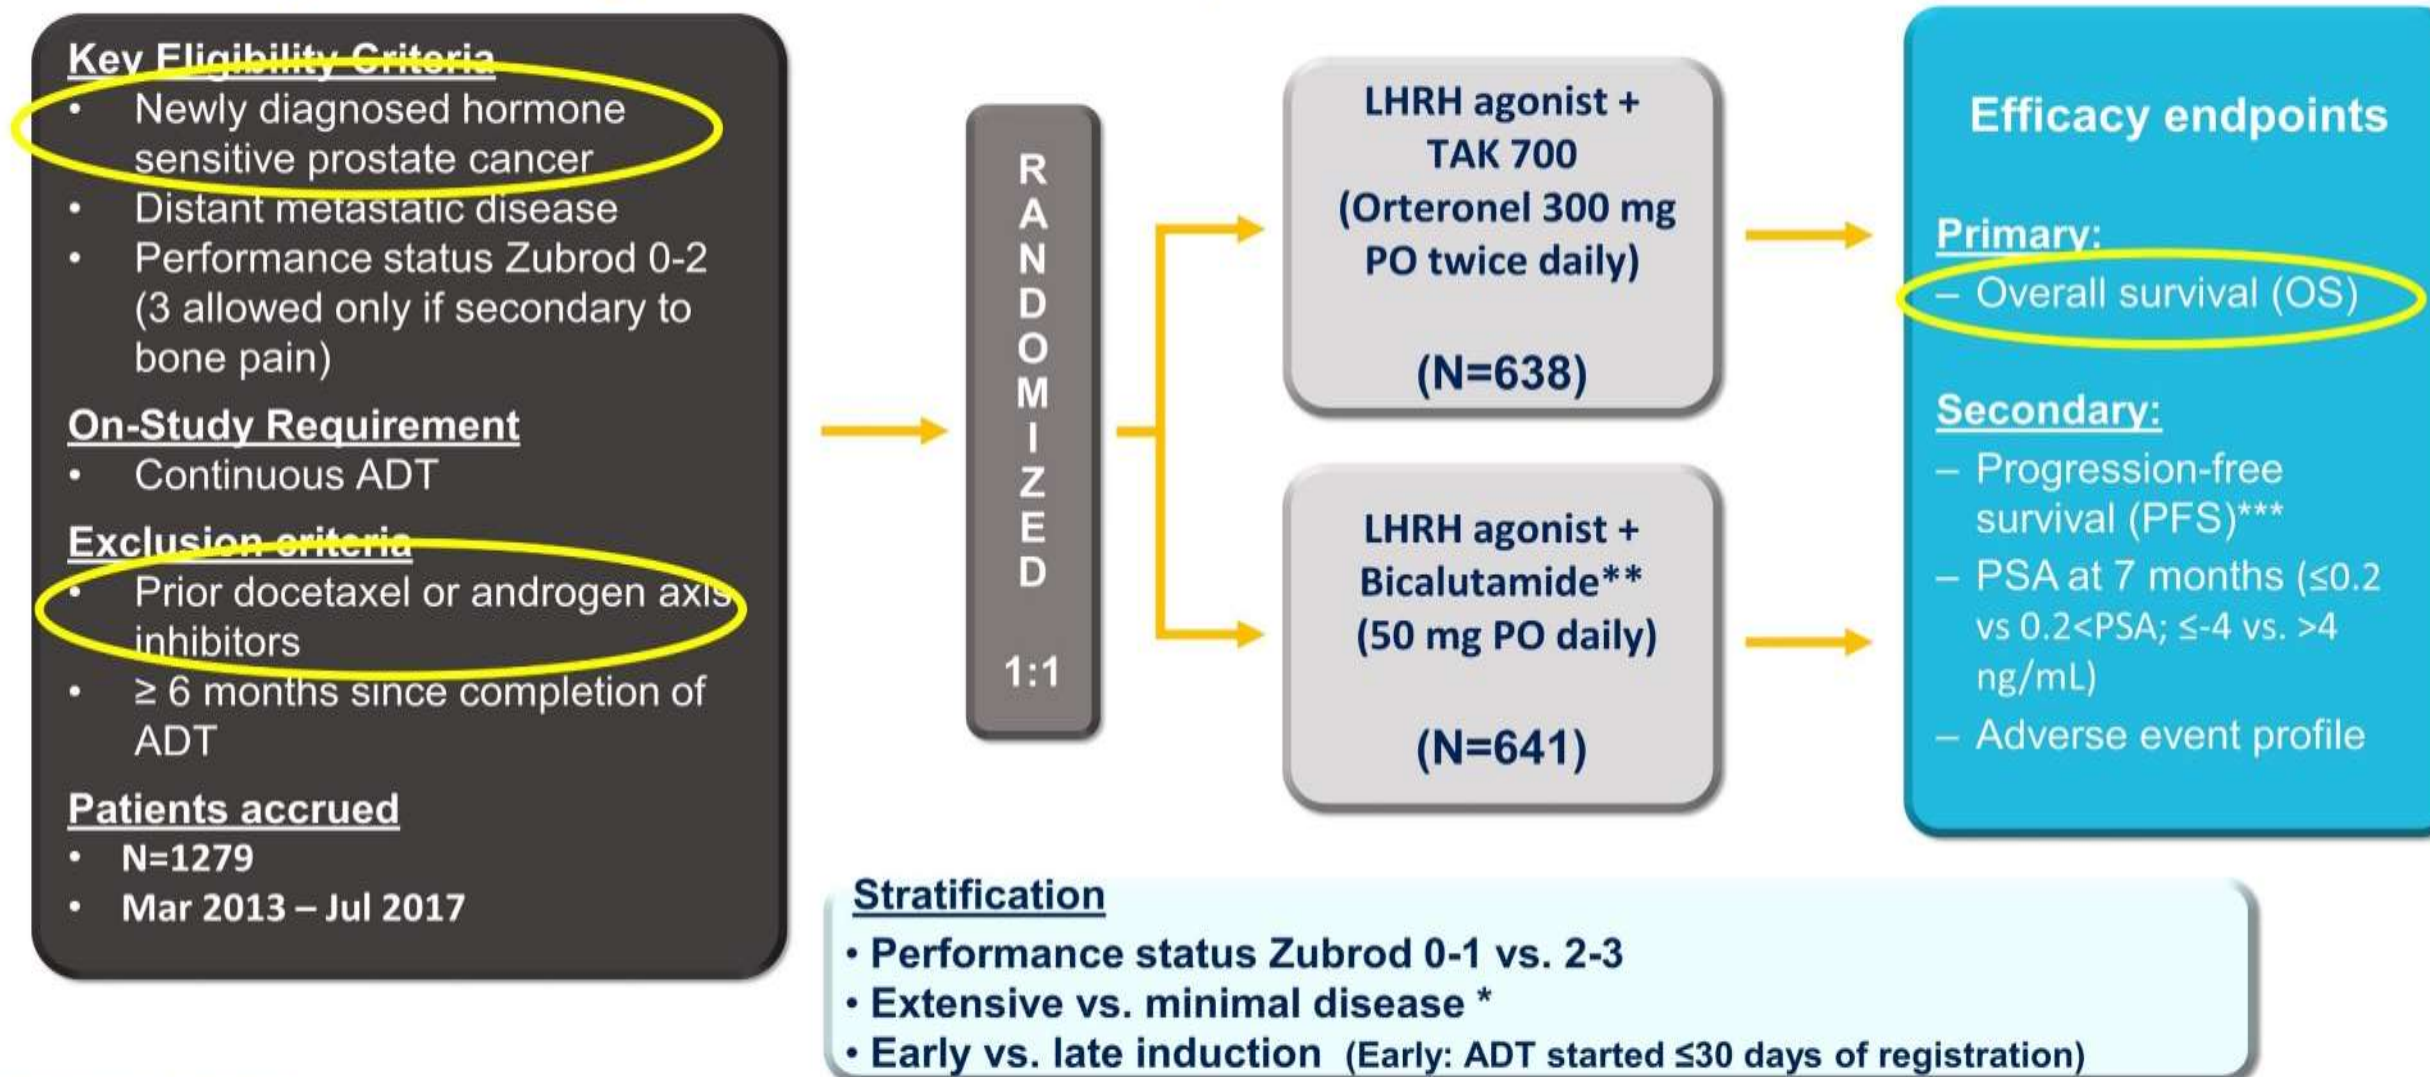 Key Eligibility Criteria
• Newly diagnosed hormone
sensitive prostate cancer
• Distant metastatic disease
• Performance status Zubrod 0-2
(3 allowed only if secondary to
bone pain)
On-Study Requirement
• Continuous ADT
Exclusion criteria
• Prior docetaxel or androgen axis
inhibitors
• ≥ 6 months since completion of
ADT
Patients accrued
• N=1279
• Mar 2013 – Jul 2017
RANDOMIZED
1:1
LHRH agonist +
TAK 700
(Orteronel 300 mg
PO twice daily)
(N=638)
LHRH agonist +
Bicalutamide**
(50 mg PO daily)
(N=641)
Efficacy endpoints
Primary:
– Overall survival (OS)
Secondary:
– Progression-free
survival (PFS)***
– PSA at 7 months (≤0.2
vs 0.2<PSA; ≤-4 vs. >4
ng/mL)
– Adverse event profile
Stratification
• Performance status Zubrod 0-1 vs. 2-3
• Extensive vs. minimal disease *
• Early vs. late induction (Early: ADT started ≤30 days of registration)